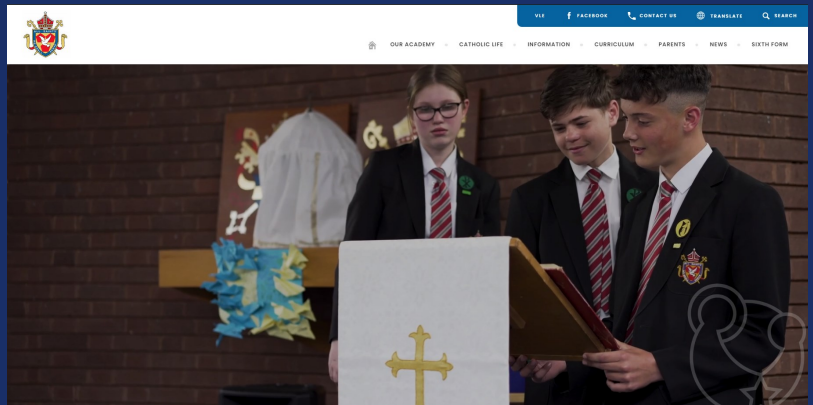 VLE FACEBOOK CONTACT US TRANSLATE SEARCH
OUR ACADEMY CATHOLIC LIFE INFORMATION CURRICULUM PARENTS NEWS SIXTH FORM